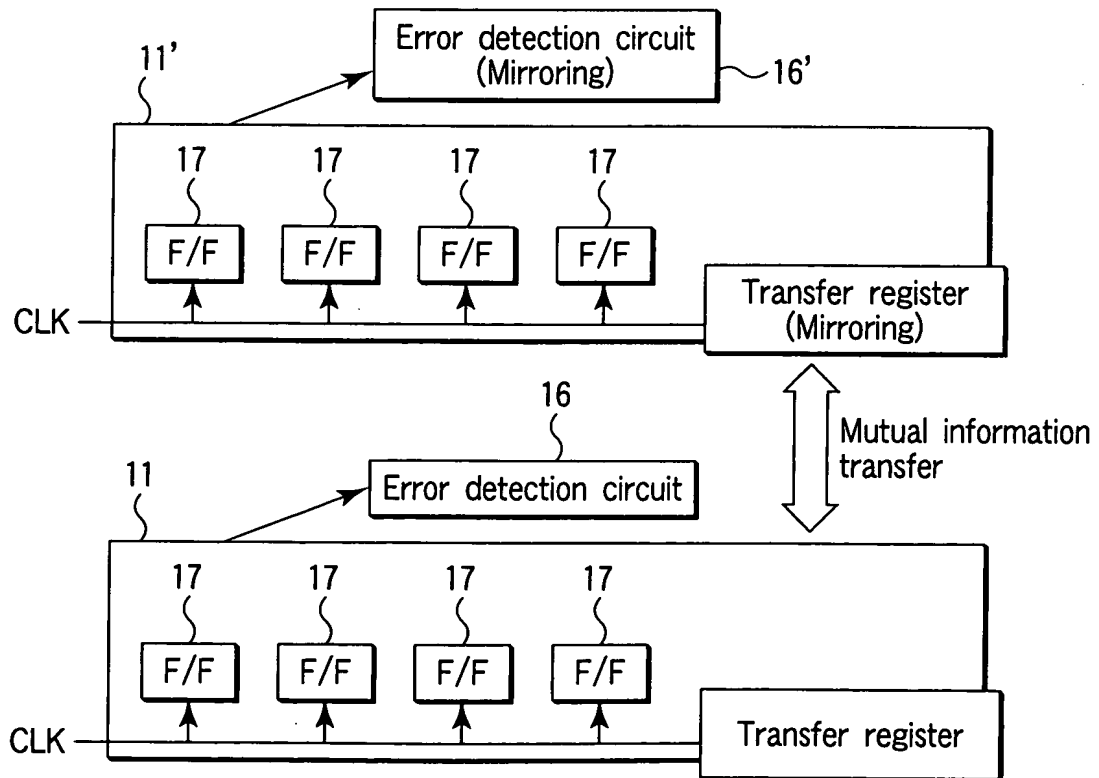 Error detection circuit
(Mirroring)
11'
16'
17 17 17 17
F/F F/F F/F F/F
CLK
Transfer register
(Mirroring)
16
Mutual information
transfer
11
Error detection circuit
17 17 17 17
F/F F/F F/F F/F
CLK
Transfer register